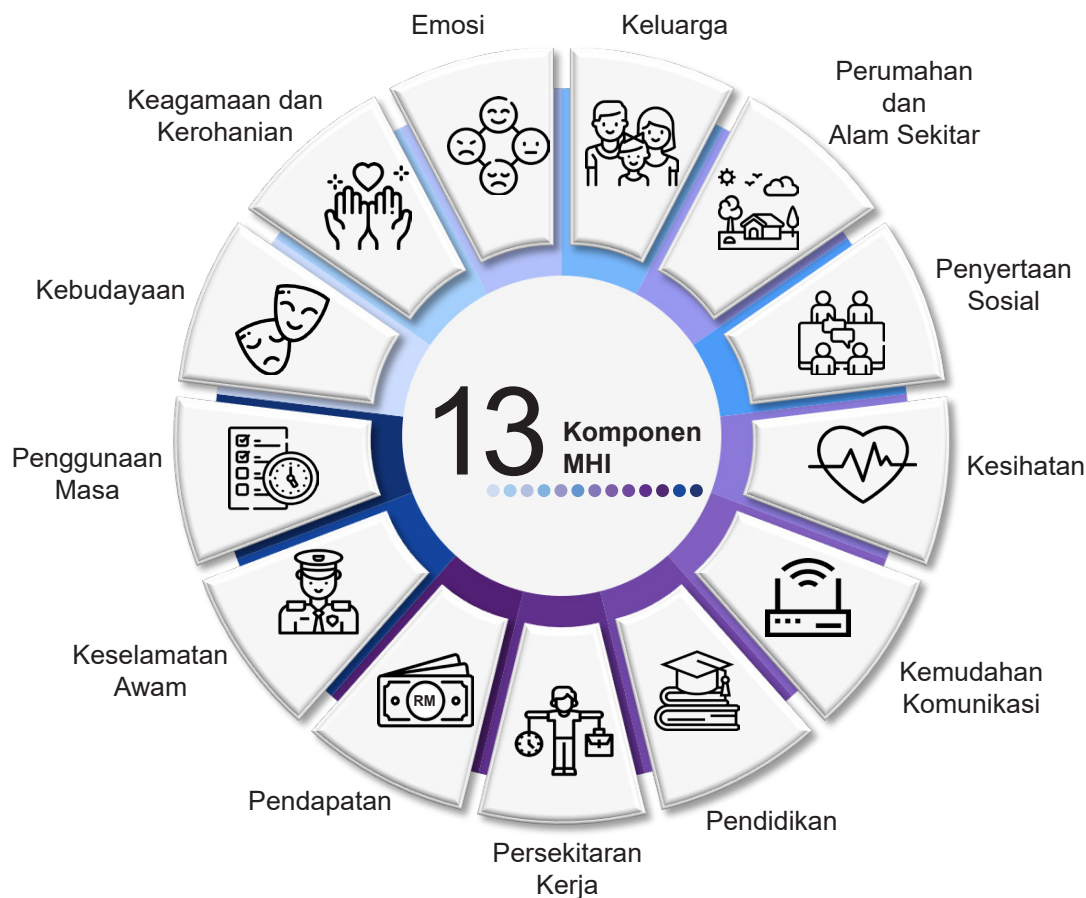 Emosi
Keluarga
Perumahan
dan
Alam Sekitar
Penyertaan
Sosial
Kesihatan
Kemudahan
Komunikasi
Pendidikan
Persekitaran
Kerja
Pendapatan
RM
Keselamatan
Awam
Penggunaan
Masa
Kebudayaan
Keagamaan dan
Kerohanian
13 Komponen
MHI